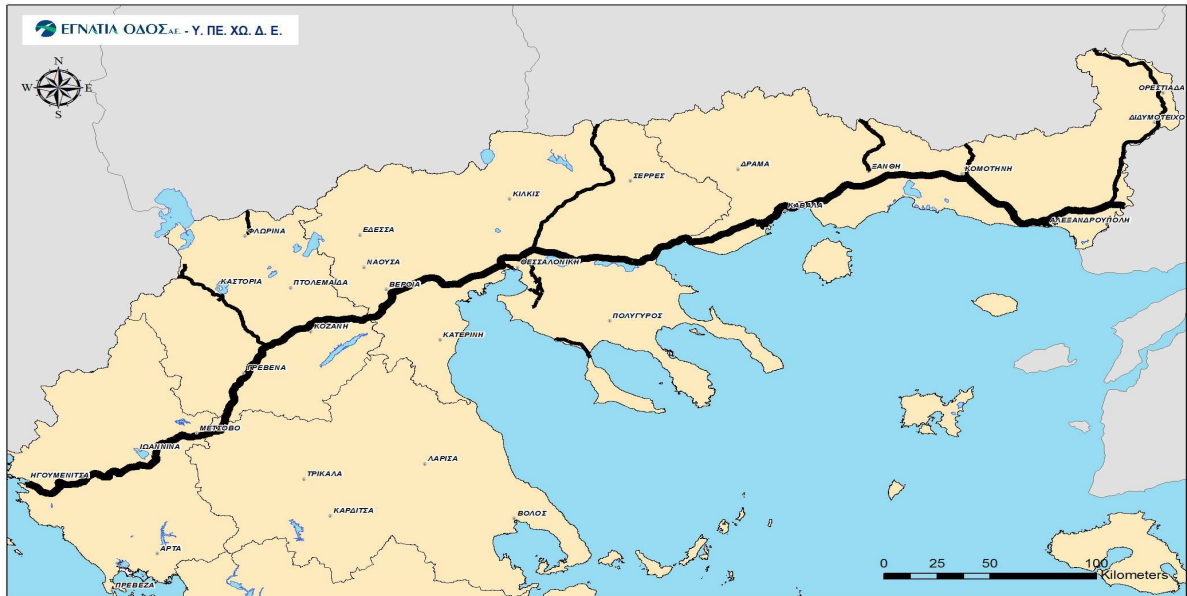 ΕΓΝΑΤΙΑ ΟΔΟΣ Α.Ε. - Υ. ΠΕ. ΧΩ. Δ. Ε.
N
W E
S
ΟΡΕΣΤΙΑΔΑ
ΔΙΔΥΜΟΤΕΙΧΟ
ΞΑΝΘΗ
ΚΟΜΟΤΗΝΗ
ΔΡΑΜΑ
ΣΕΡΡΕΣ
ΚΙΛΚΙΣ
ΚΑΒΑΛΑ
ΑΛΕΞΑΝΔΡΟΥΠΟΛΗ
ΦΛΩΡΙΝΑ
ΕΔΕΣΣΑ
ΝΑΟΥΣΑ
ΘΕΣΣΑΛΟΝΙΚΗ
ΚΑΣΤΟΡΙΑ
ΠΤΟΛΕΜΑΪΔΑ
ΒΕΡΟΙΑ
ΠΟΛΥΓΥΡΟΣ
ΚΟΖΑΝΗ
ΚΑΤΕΡΙΝΗ
ΓΡΕΒΕΝΑ
ΜΕΤΣΟΒΟ
ΙΩΑΝΝΙΝΑ
ΗΓΟΥΜΕΝΙΤΣΑ
ΛΑΡΙΣΑ
ΤΡΙΚΑΛΑ
ΚΑΡΔΙΤΣΑ
ΒΟΛΟΣ
ΑΡΤΑ
ΠΡΕΒΕΖΑ
0 25 50 100
Kilometers